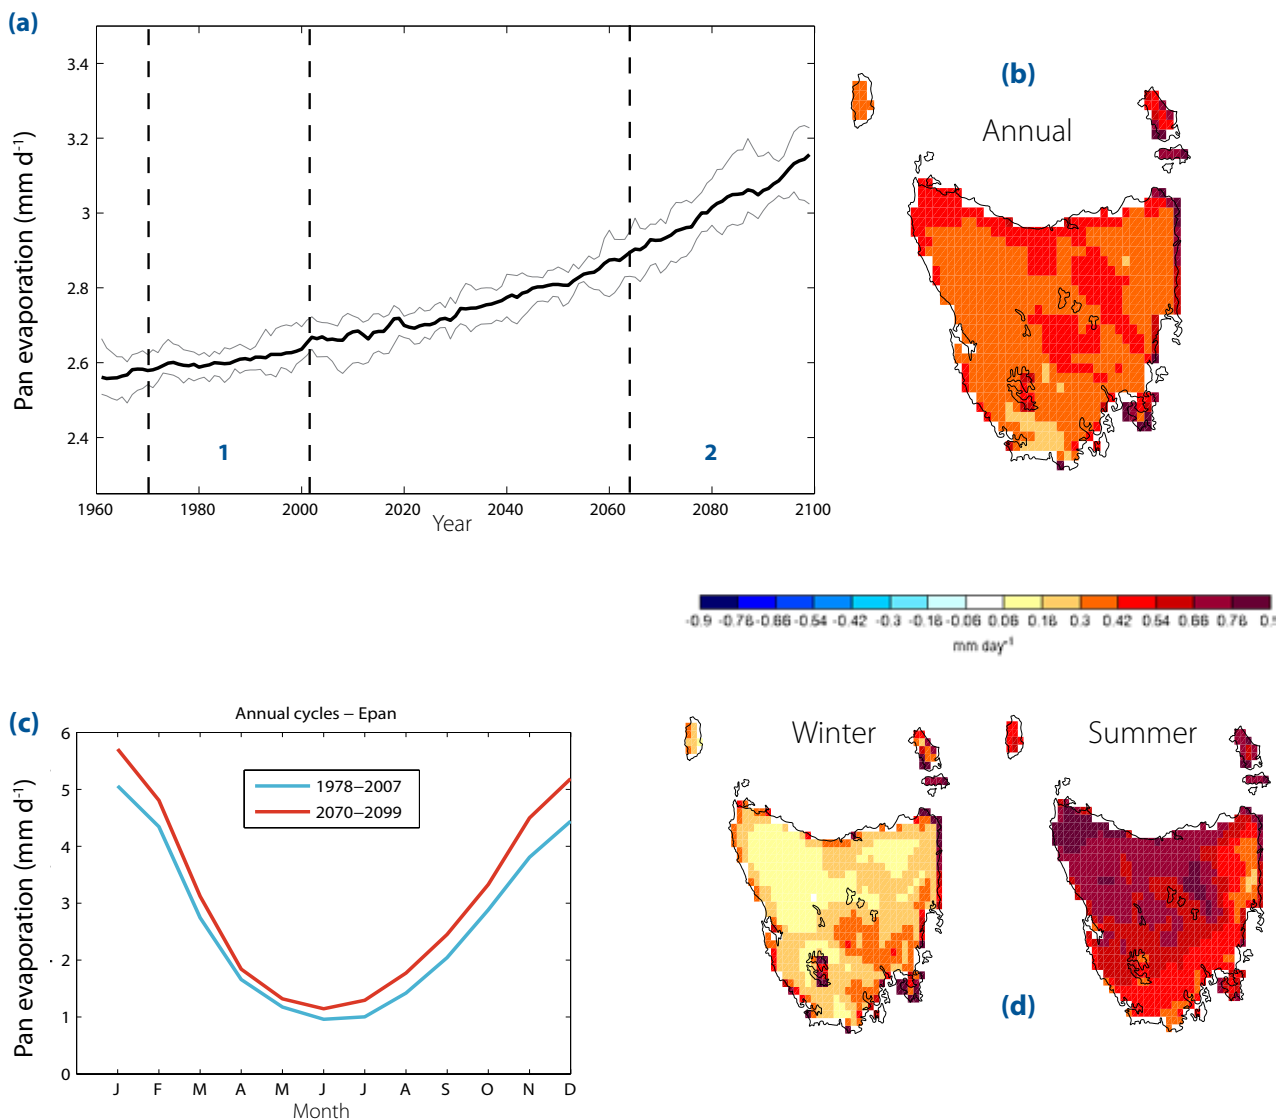 (a)
Pan evaporation (mm d-1)
3.4
3.2
3
2.8
2.6
2.4
1
2
1960
1980
2000
2020
2040
2060
2080
2100
Year
(b)
Annual
-0.9 -0.78 -0.66 -0.54 -0.42 -0.3 -0.18 -0.06 0.06 0.18 0.3 0.42 0.54 0.66 0.78
mm day-1
(c)
Annual cycles – Epan
Pan evaporation (mm d-1)
6
5
4
3
2
1
0
1978–2007
2070–2099
J F M A M J J A S O N D
Month
Winter
Summer
(d)